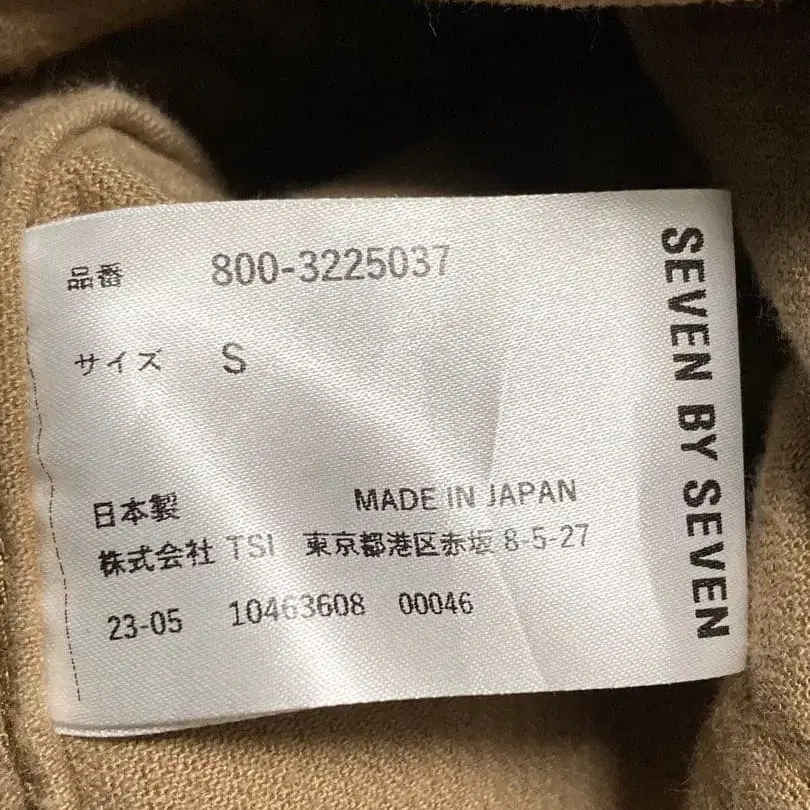 品番 800-3225037
サイズ S
日本製 MADE IN JAPAN
株式会社 TSI 東京都港区赤坂 8-5-27
23-05 10463608 00046
SEVEN BY SEVEN